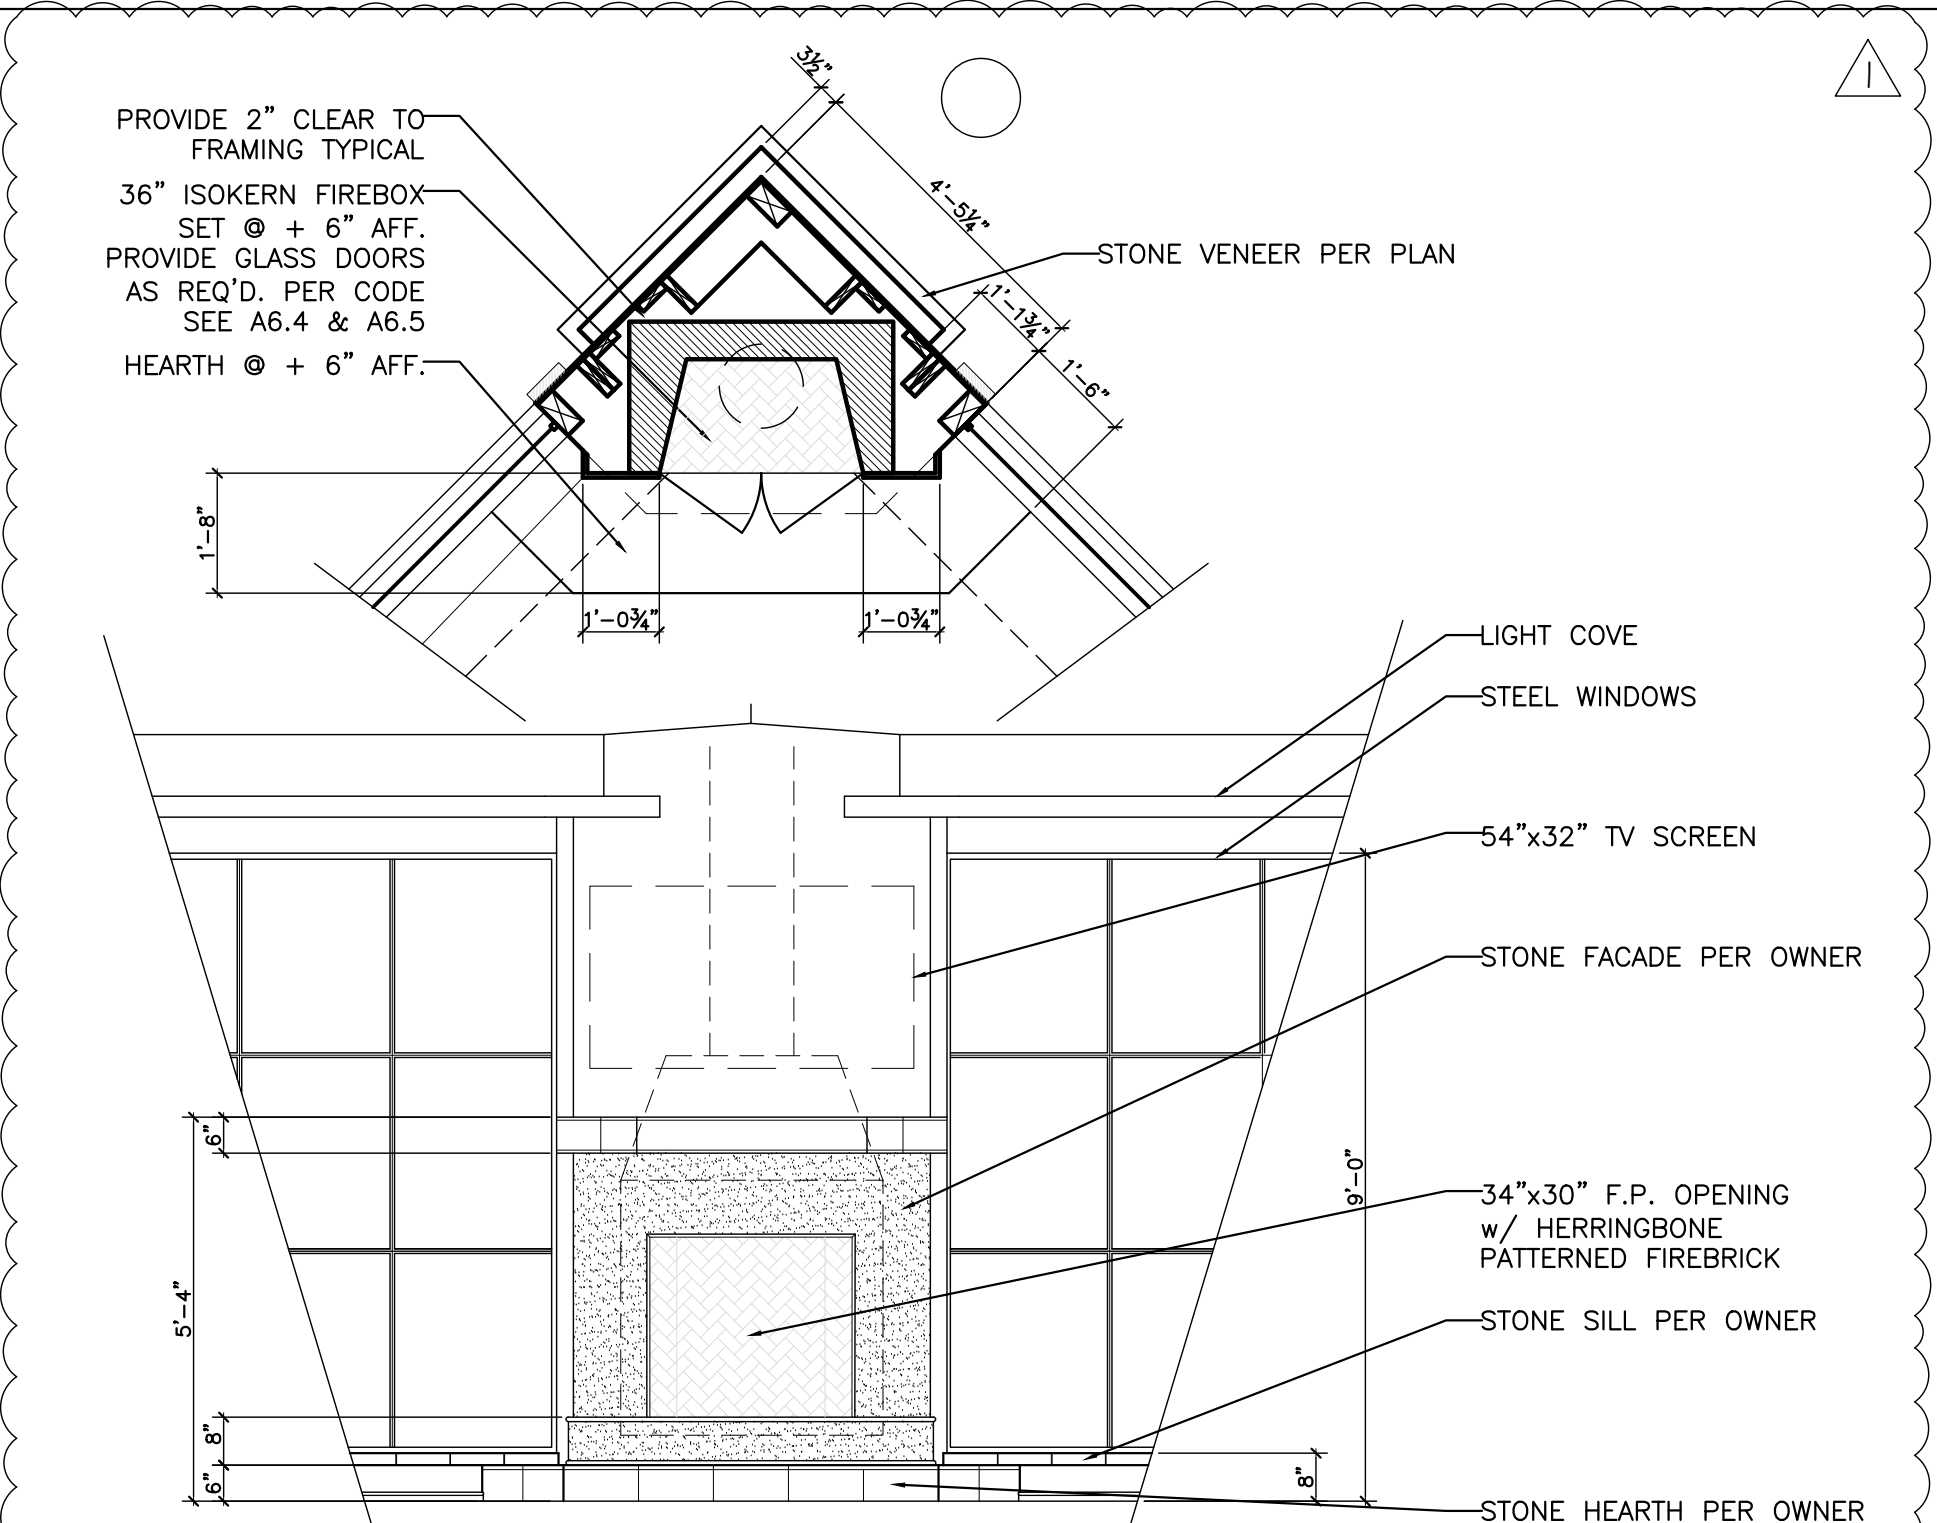 1
3½"
PROVIDE 2" CLEAR TO
FRAMING TYPICAL
36" ISOKERN FIREBOX
SET @ + 6" AFF.
PROVIDE GLASS DOORS
AS REQ'D. PER CODE
SEE A6.4 & A6.5
HEARTH @ + 6" AFF.
4'-5¼"
STONE VENEER PER PLAN
1'-1¾"
1'-6"
1'-8"
1'-0¾"
1'-0¾"
LIGHT COVE
STEEL WINDOWS
54"x32" TV SCREEN
STONE FACADE PER OWNER
6"
9'-0"
34"x30" F.P. OPENING
w/ HERRINGBONE
PATTERNED FIREBRICK
5'-4"
STONE SILL PER OWNER
8"
6"
8"
STONE HEARTH PER OWNER